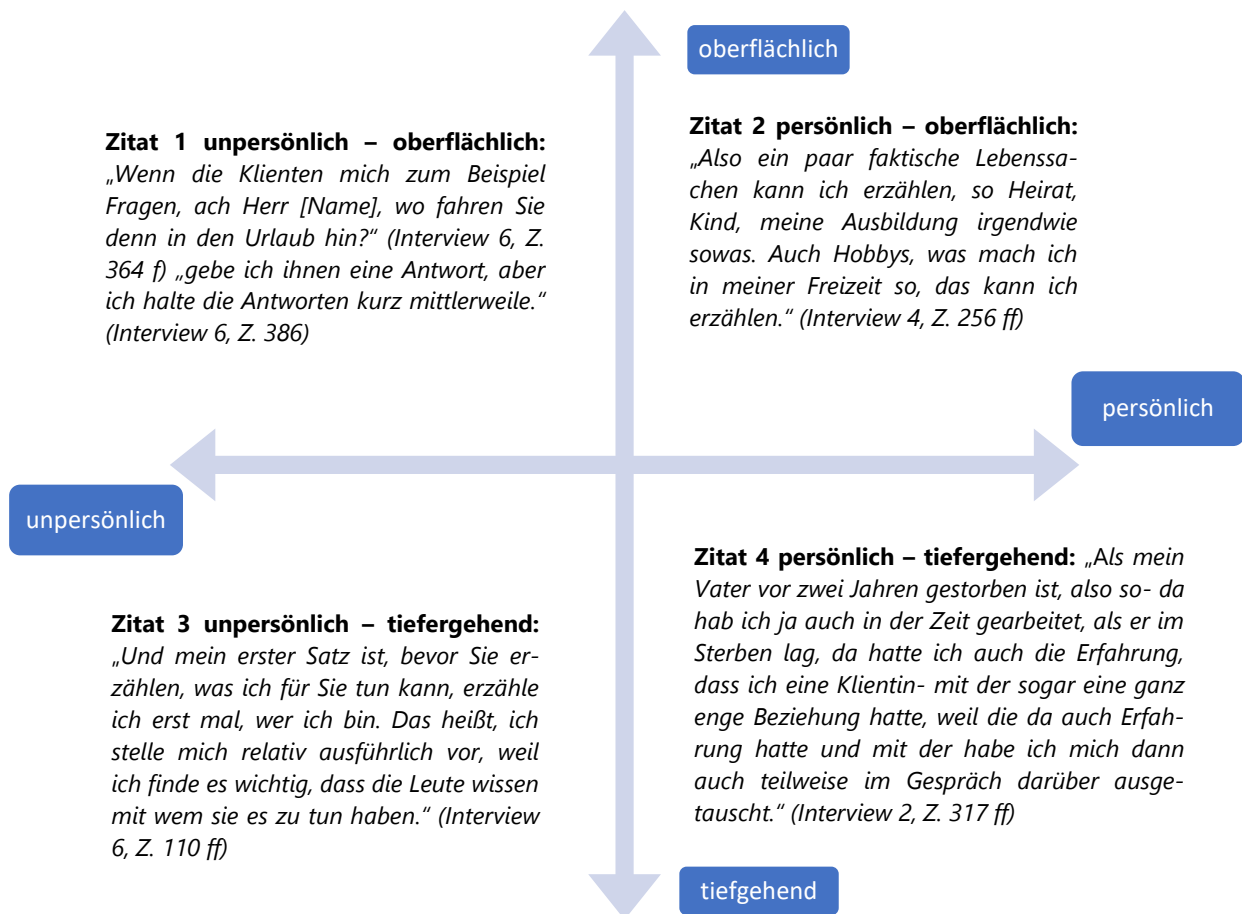 oberflächlich
Zitat 1 unpersönlich – oberflächlich:
„Wenn die Klienten mich zum Beispiel
Fragen, ach Herr [Name], wo fahren Sie
denn in den Urlaub hin?“ (Interview 6, Z.
364 f) „gebe ich ihnen eine Antwort, aber
ich halte die Antworten kurz mittlerweile.“
(Interview 6, Z. 386)
Zitat 2 persönlich – oberflächlich:
„Also ein paar faktische Lebenssa-
chen kann ich erzählen, so Heirat,
Kind, meine Ausbildung irgendwie
sowas. Auch Hobbys, was mach ich
in meiner Freizeit so, das kann ich
erzählen.“ (Interview 4, Z. 256 ff)
persönlich
unpersönlich
Zitat 3 unpersönlich – tiefergehend:
„Und mein erster Satz ist, bevor Sie er-
zählen, was ich für Sie tun kann, erzähle
ich erst mal, wer ich bin. Das heißt, ich
stelle mich relativ ausführlich vor, weil
ich finde es wichtig, dass die Leute wissen
mit wem sie es zu tun haben.“ (Interview
6, Z. 110 ff)
Zitat 4 persönlich – tiefergehend: „Als mein
Vater vor zwei Jahren gestorben ist, also so- da
hab ich ja auch in der Zeit gearbeitet, als er im
Sterben lag, da hatte ich auch die Erfahrung,
dass ich eine Klientin- mit der sogar eine ganz
enge Beziehung hatte, weil die da auch Erfah-
rung hatte und mit der habe ich mich dann
auch teilweise im Gespräch darüber ausge-
tauscht.“ (Interview 2, Z. 317 ff)
tiefgehend